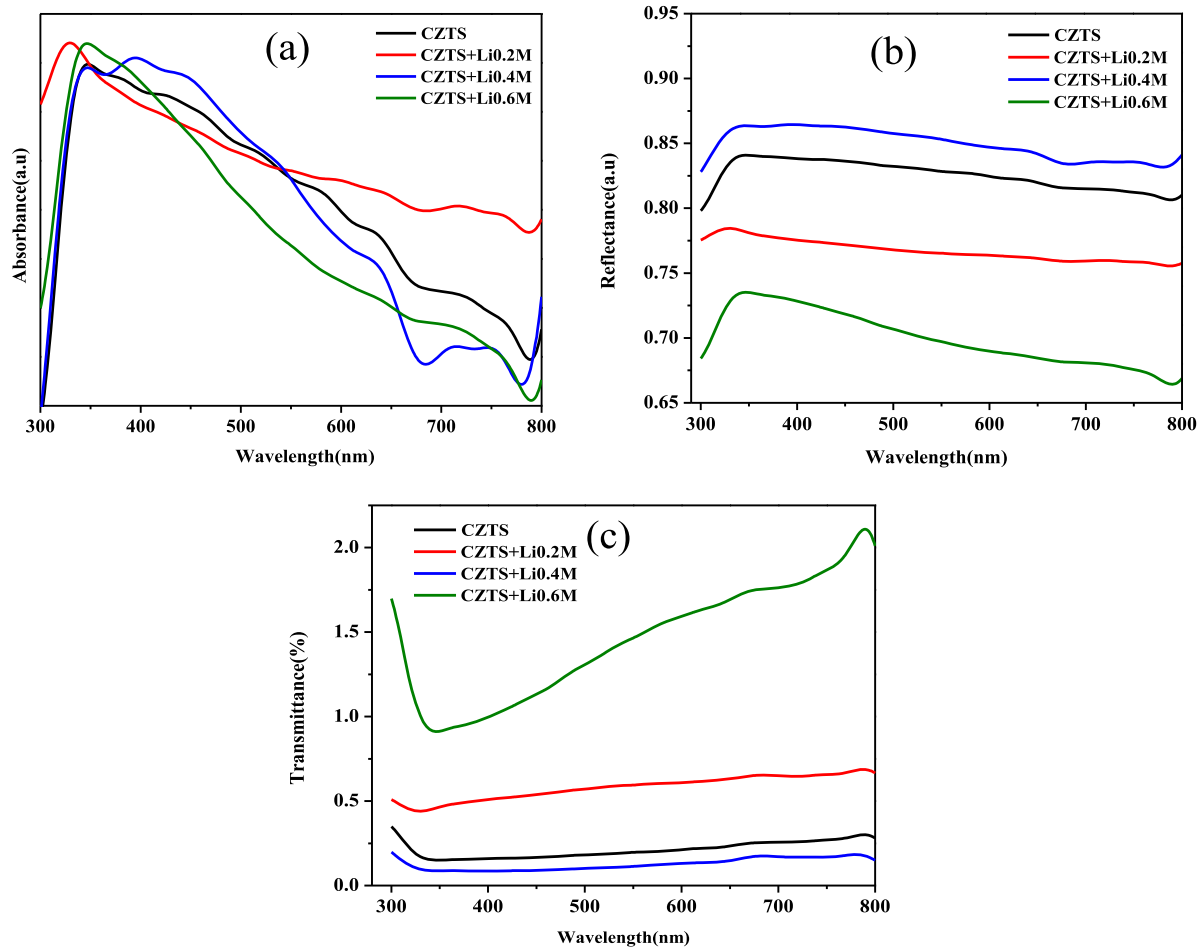 (a)
CZTS
CZTS+Li0.2M
CZTS+Li0.4M
CZTS+Li0.6M
Absorbance(a.u)
300 400 500 600 700 800
Wavelength(nm)
(b)
CZTS
CZTS+Li0.2M
CZTS+Li0.4M
CZTS+Li0.6M
0.95
0.90
0.85
0.80
0.75
0.70
0.65
Reflectance(a.u)
300 400 500 600 700 800
Wavelength(nm)
(c)
CZTS
CZTS+Li0.2M
CZTS+Li0.4M
CZTS+Li0.6M
2.0
1.5
1.0
0.5
0.0
Transmittance(%)
300 400 500 600 700 800
Wavelength(nm)